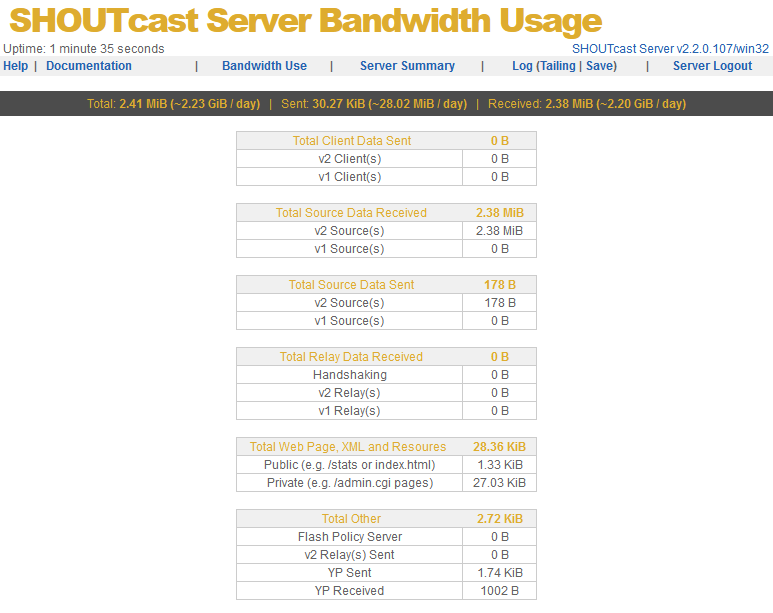 SHOUTcast Server Bandwidth Usage
Uptime: 1 minute 35 seconds SHOUTcast Server v2.2.0.107/win32
Help | Documentation | Bandwidth Use | Server Summary | Log (Tailing | Save) | Server Logout
Total: 2.41 MiB (~2.23 GiB / day) | Sent: 30.27 KiB (~28.02 MiB / day) | Received: 2.38 MiB (~2.20 GiB / day)
Total Client Data Sent 0 B
v2 Client(s) 0 B
v1 Client(s) 0 B
Total Source Data Received 2.38 MiB
v2 Source(s) 2.38 MiB
v1 Source(s) 0 B
Total Source Data Sent 178 B
v2 Source(s) 178 B
v1 Source(s) 0 B
Total Relay Data Received 0 B
Handshaking 0 B
v2 Relay(s) 0 B
v1 Relay(s) 0 B
Total Web Page, XML and Resoures 28.36 KiB
Public (e.g. /stats or index.html) 1.33 KiB
Private (e.g. /admin.cgi pages) 27.03 KiB
Total Other 2.72 KiB
Flash Policy Server 0 B
v2 Relay(s) Sent 0 B
YP Sent 1.74 KiB
YP Received 1002 B